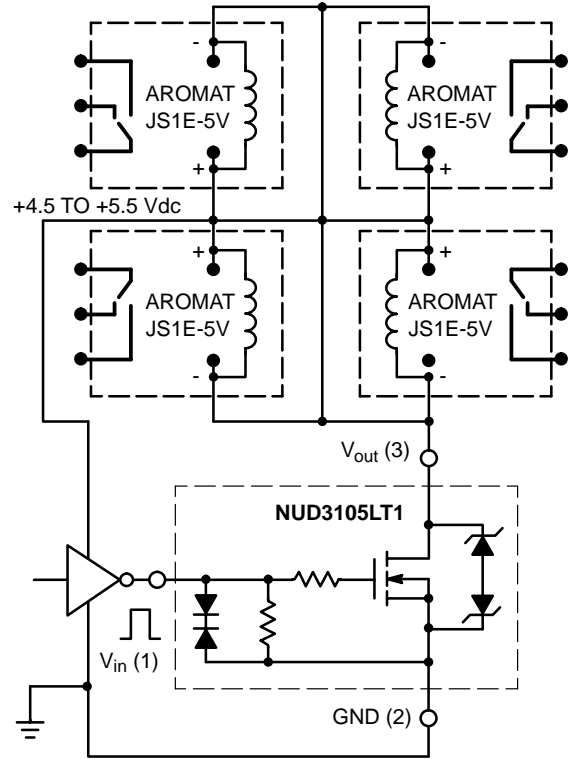 - -
AROMAT AROMAT
JS1E-5V JS1E-5V
+ +
+4.5 TO +5.5 Vdc
+ +
AROMAT AROMAT
JS1E-5V JS1E-5V
- -
Vout (3)
NUD3105LT1
Vin (1)
GND (2)